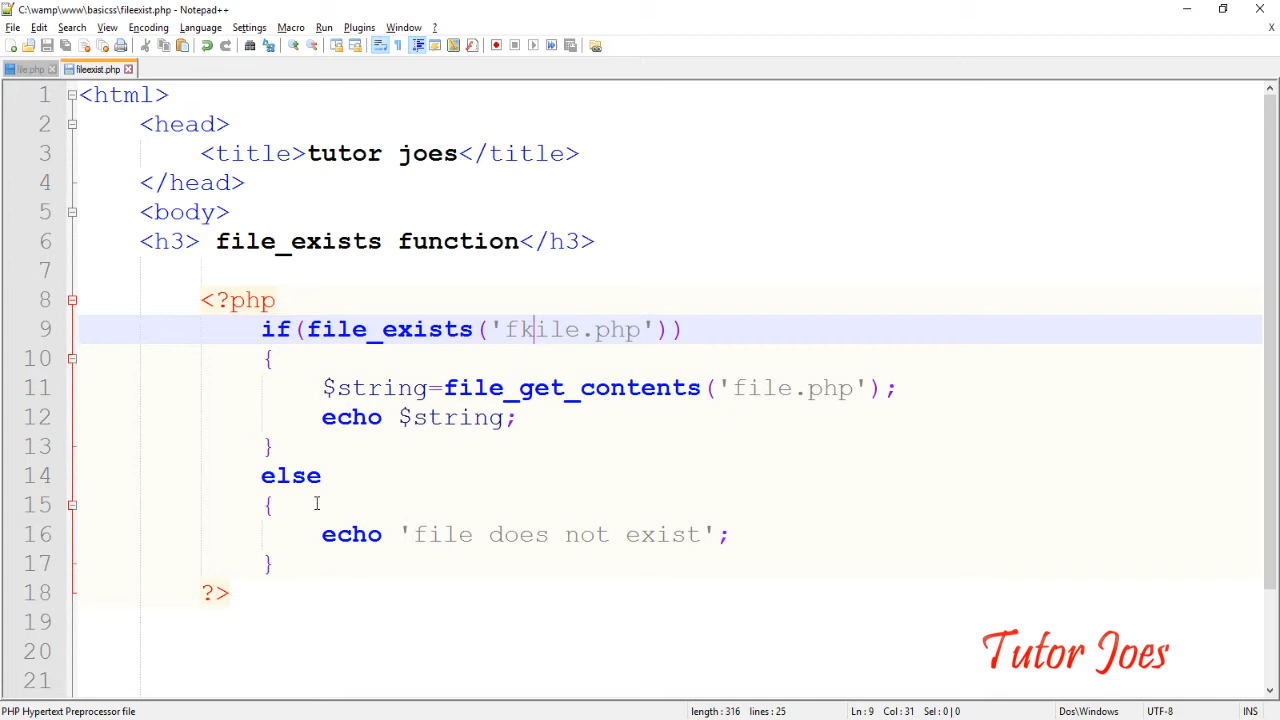 C:\wamp\www\basicss\fileexist.php - Notepad++
File Edit Search View Encoding Language Settings Macro Run Plugins Window ?
X
file.php fileexist.php
1 <html>
2 <head>
3 <title>tutor joes</title>
4 </head>
5 <body>
6 <h3> file_exists function</h3>
7
8 <?php
9 if(file_exists('fkile.php'))
10 {
11 $string=file_get_contents('file.php');
12 echo $string;
13 }
14 else
15 {
16 echo 'file does not exist';
17 }
18 ?>
19
20
21
Tutor Joes
PHP Hypertext Preprocessor file length : 316 lines : 25 Ln : 9 Col : 31 Sel : 0 | 0 Dos\Windows UTF-8 INS